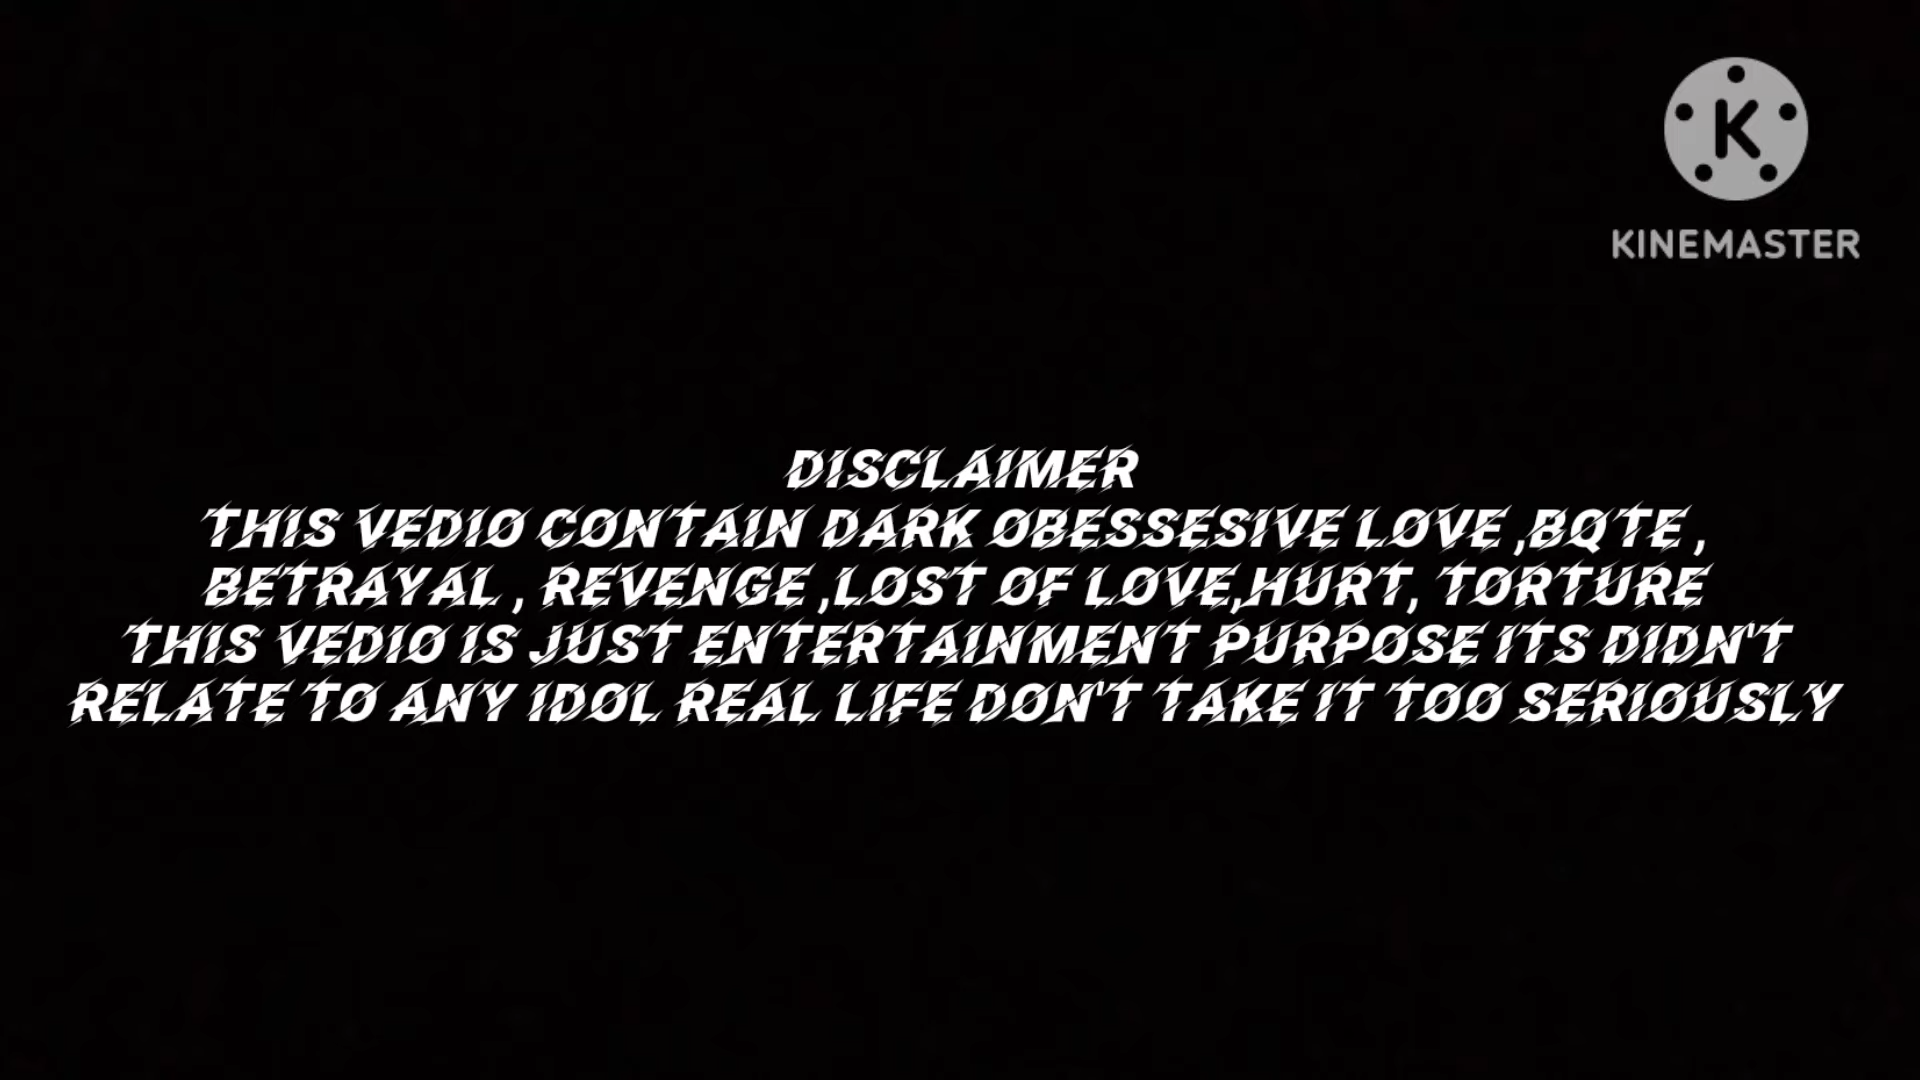 K
KINEMASTER
DISCLAIMER
THIS VEDIO CONTAIN DARK OBESSESIVE LOVE ,BQTE ,
BETRAYAL , REVENGE ,LOST OF LOVE,HURT, TORTURE
THIS VEDIO IS JUST ENTERTAINMENT PURPOSE ITS DIDN'T
RELATE TO ANY IDOL REAL LIFE DON'T TAKE IT TOO SERIOUSLY